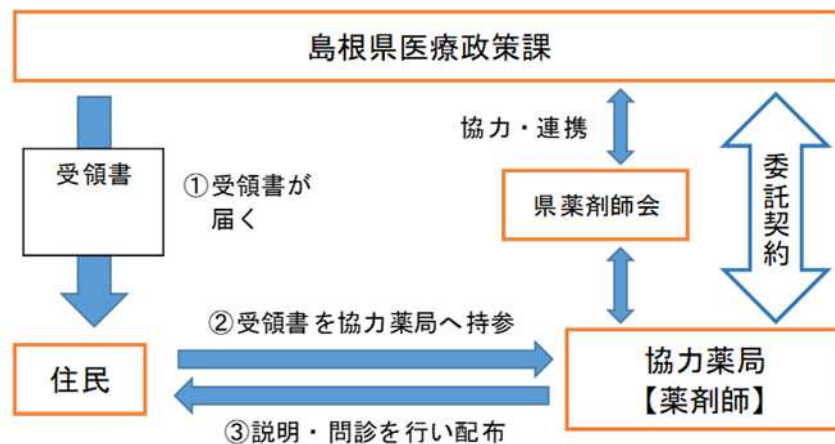 島根県医療政策課
受領書
①受領書が
届く
協力・連携
県薬剤師会
委託契約
②受領書を協力薬局へ持参
住民
協力薬局
【薬剤師】
③説明・問診を行い配布